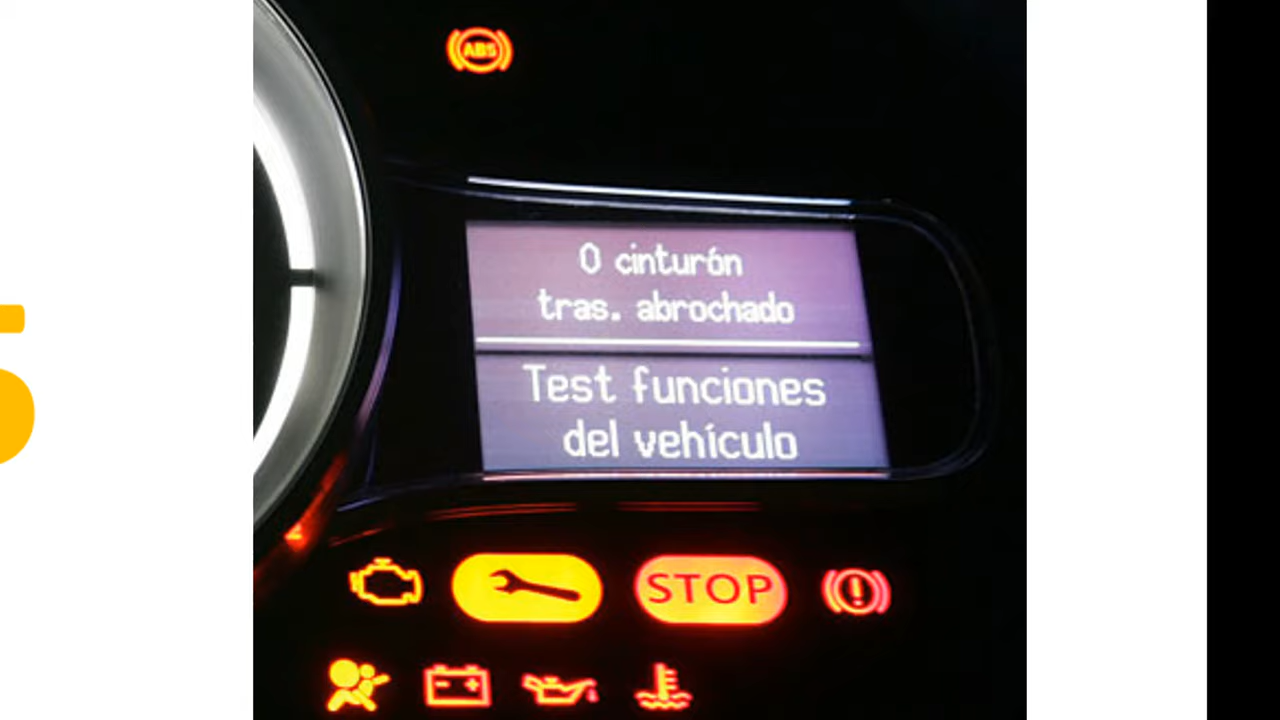 ABS
0 cinturón
tras. abrochado
Test funciones
del vehículo
STOP